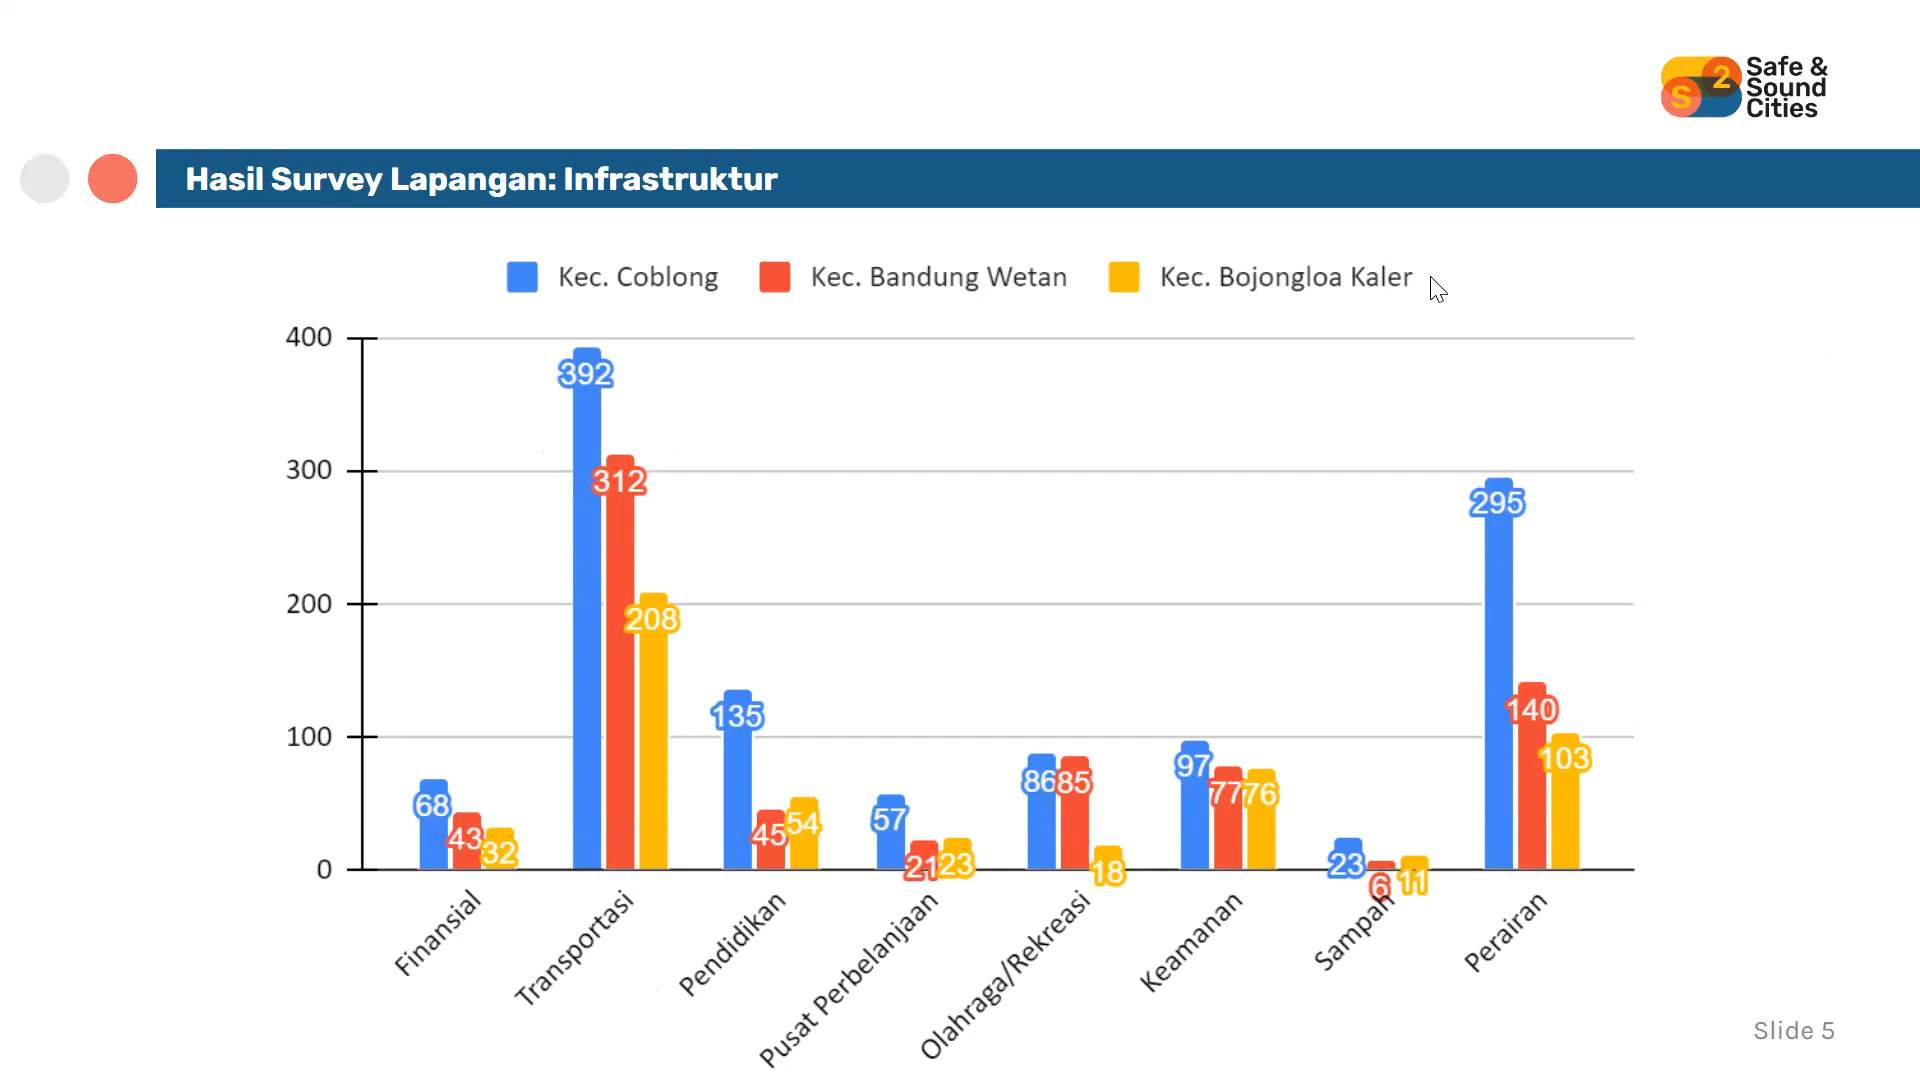 Safe &
Sound
Cities
S 2
Hasil Survey Lapangan: Infrastruktur
Kec. Coblong Kec. Bandung Wetan Kec. Bojongloa Kaler
400
300
200
100
0
68 43 32
392 312 208
135 45 54
57 21 23
86 85 18
97 77 76
23 6 11
295 140 103
Finansial
Transportasi
Pendidikan
Pusat Perbelanjaan
Olahraga/Rekreasi
Keamanan
Sampah
Perairan
Slide 5